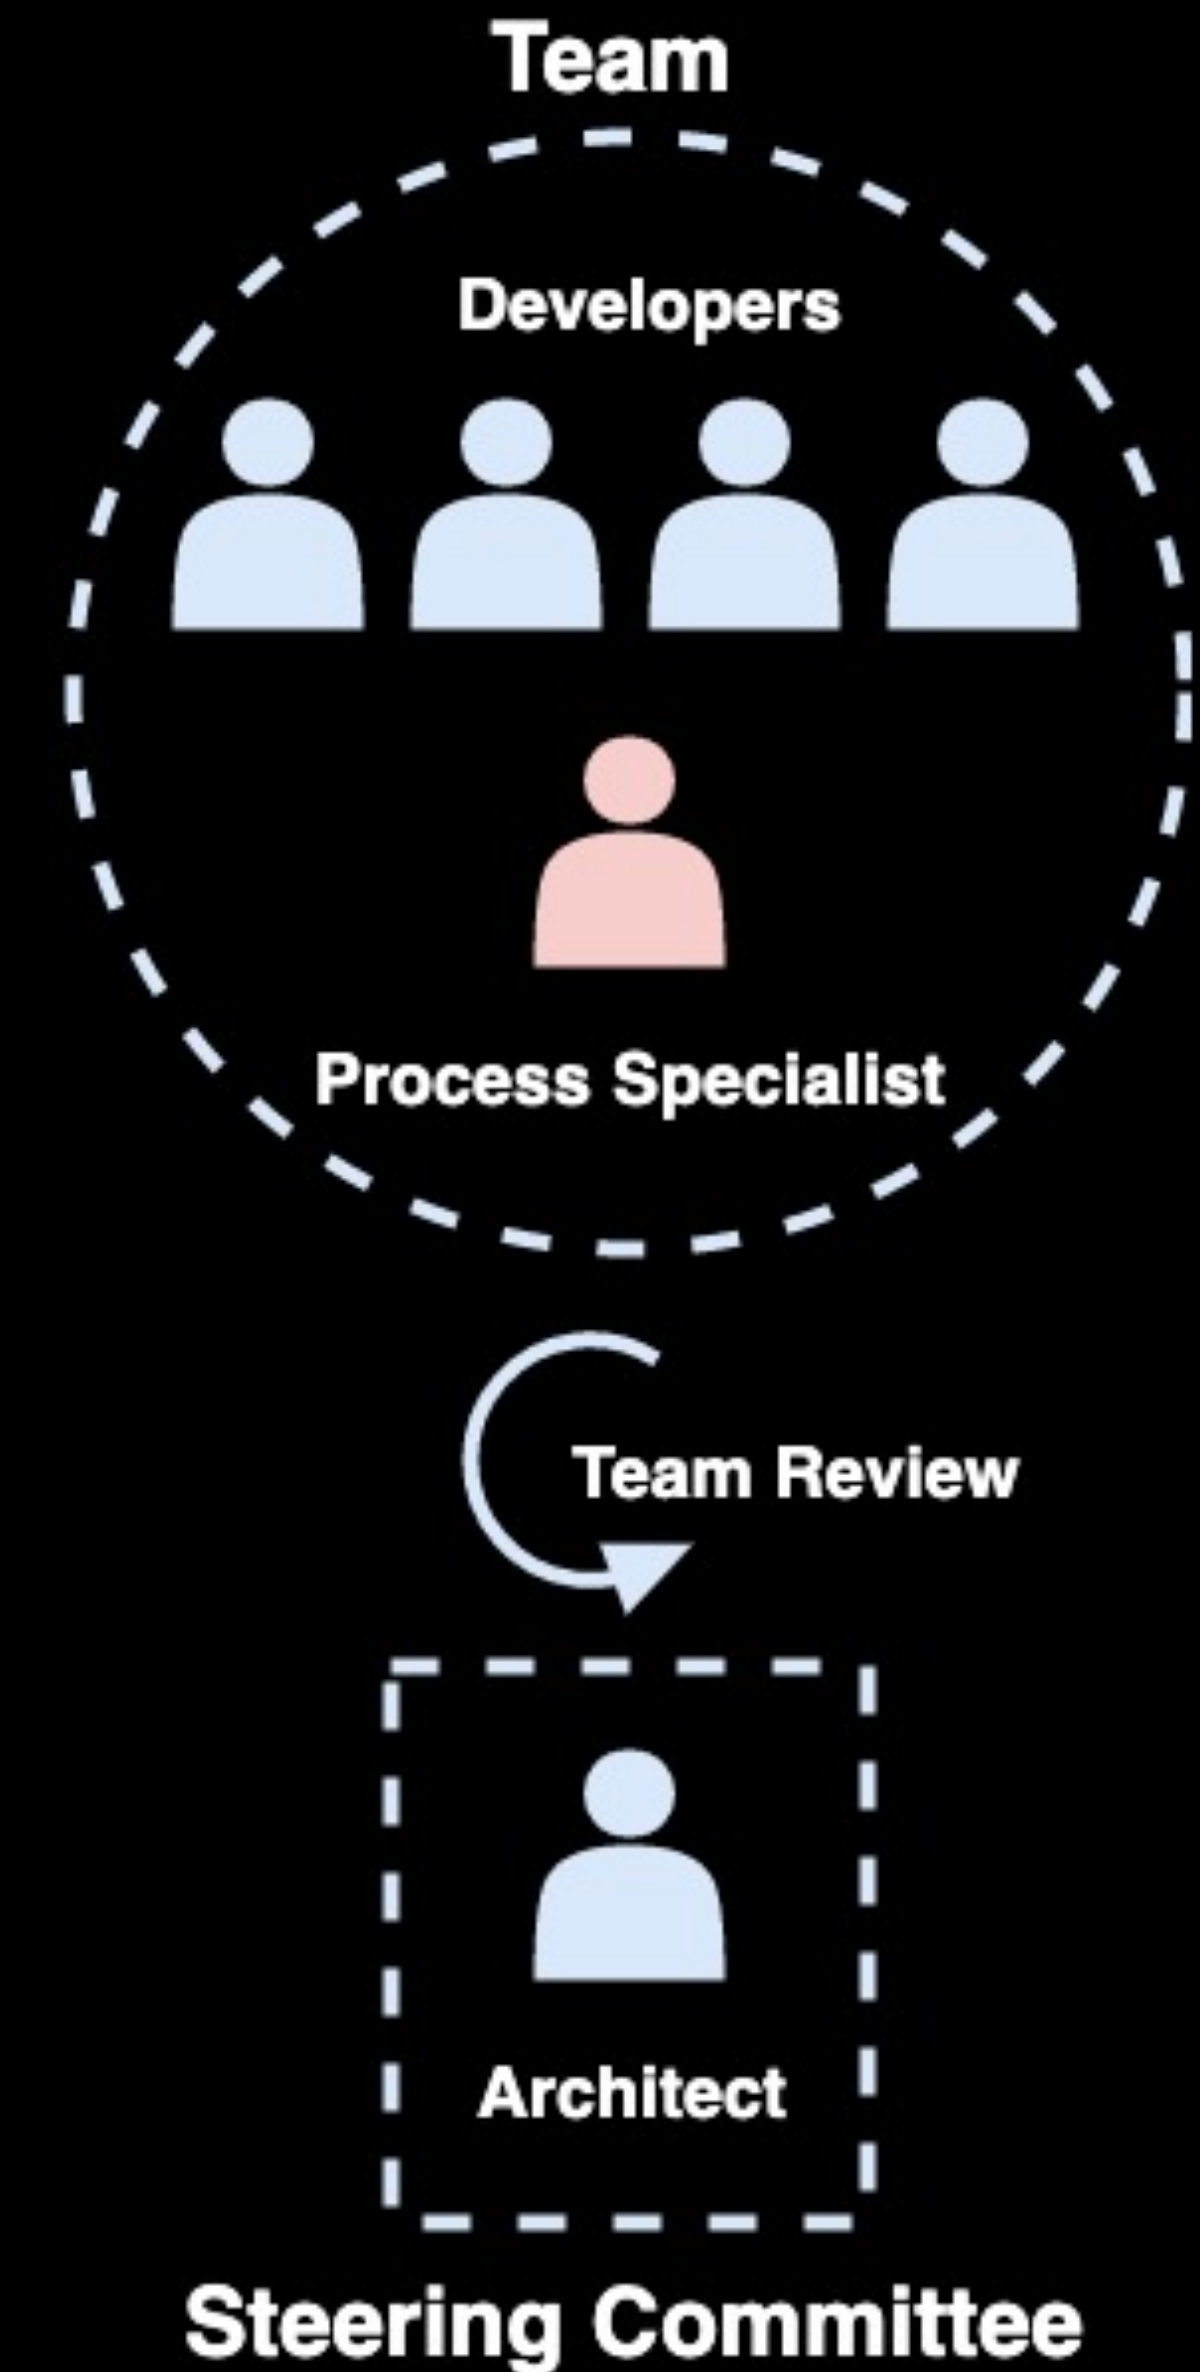 Team
Developers
Process Specialist
Team Review
Architect
Steering Committee